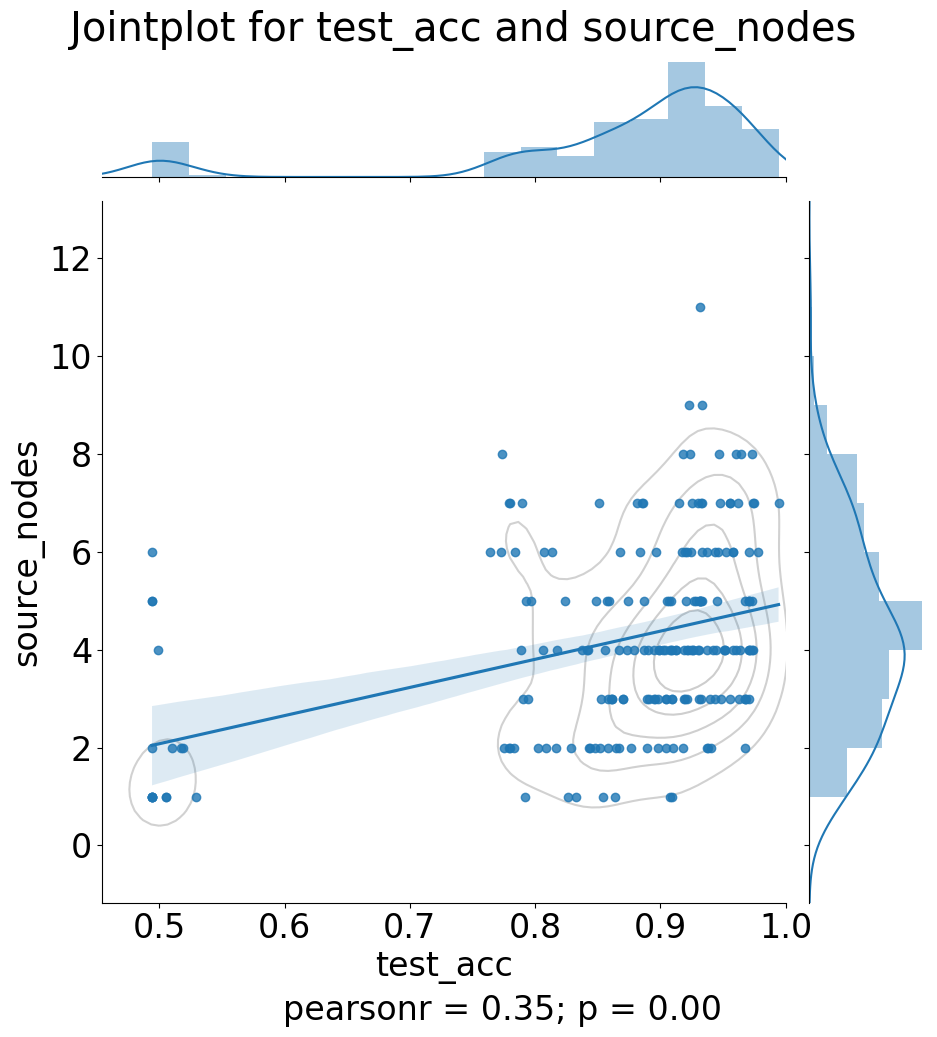 Jointplot for test_acc and source_nodes
12
10
8
6
4
2
0
source_nodes
0.5 0.6 0.7 0.8 0.9 1.0
test_acc
pearsonr = 0.35; p = 0.00